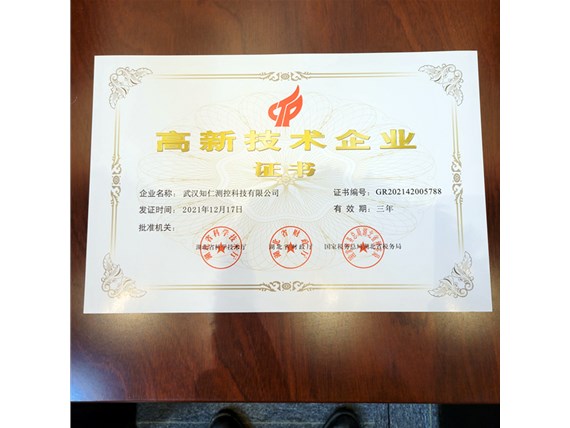 高新技术企业
证书
企业名称： 武汉知仁测控科技有限公司 证书编号： GR202142005788
发证时间： 2021年12月17日 有 效 期： 三年
批准机关：
湖北省科学技术厅 湖北省财政厅 国家税务总局湖北省税务局